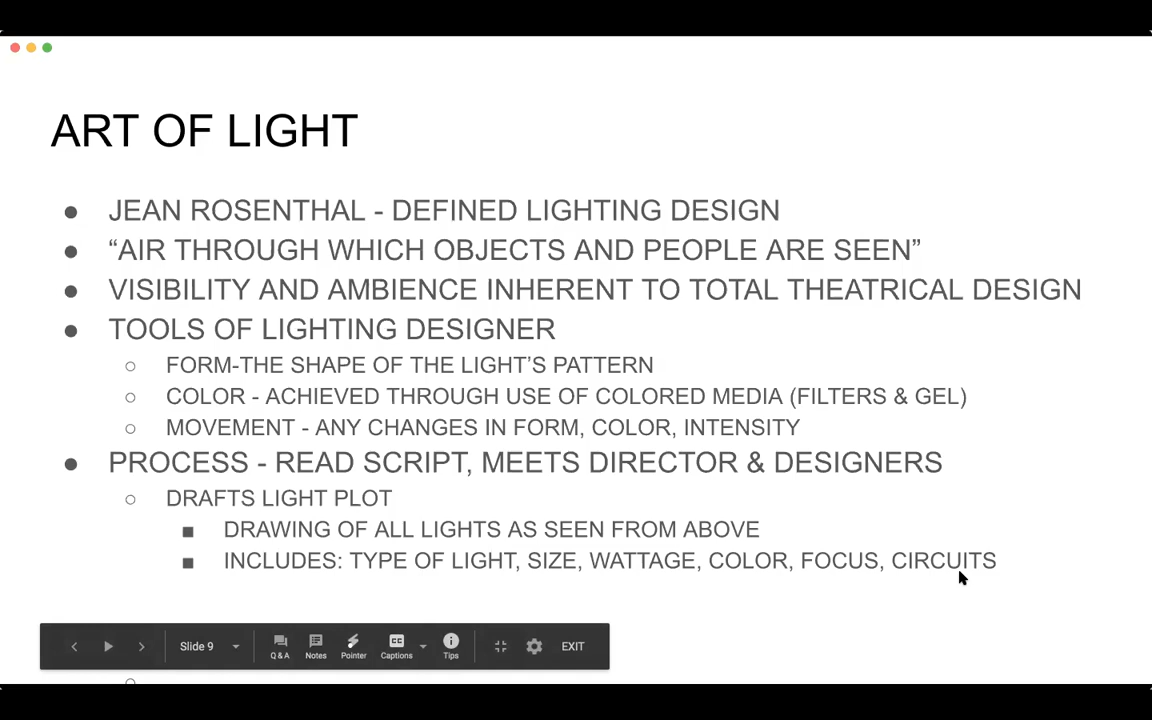 ART OF LIGHT
● JEAN ROSENTHAL - DEFINED LIGHTING DESIGN
● “AIR THROUGH WHICH OBJECTS AND PEOPLE ARE SEEN”
● VISIBILITY AND AMBIENCE INHERENT TO TOTAL THEATRICAL DESIGN
● TOOLS OF LIGHTING DESIGNER
○ FORM-THE SHAPE OF THE LIGHT’S PATTERN
○ COLOR - ACHIEVED THROUGH USE OF COLORED MEDIA (FILTERS & GEL)
○ MOVEMENT - ANY CHANGES IN FORM, COLOR, INTENSITY
● PROCESS - READ SCRIPT, MEETS DIRECTOR & DESIGNERS
○ DRAFTS LIGHT PLOT
■ DRAWING OF ALL LIGHTS AS SEEN FROM ABOVE
■ INCLUDES: TYPE OF LIGHT, SIZE, WATTAGE, COLOR, FOCUS, CIRCUITS
Slide 9 Q & A Notes Pointer CC Captions Tips EXIT